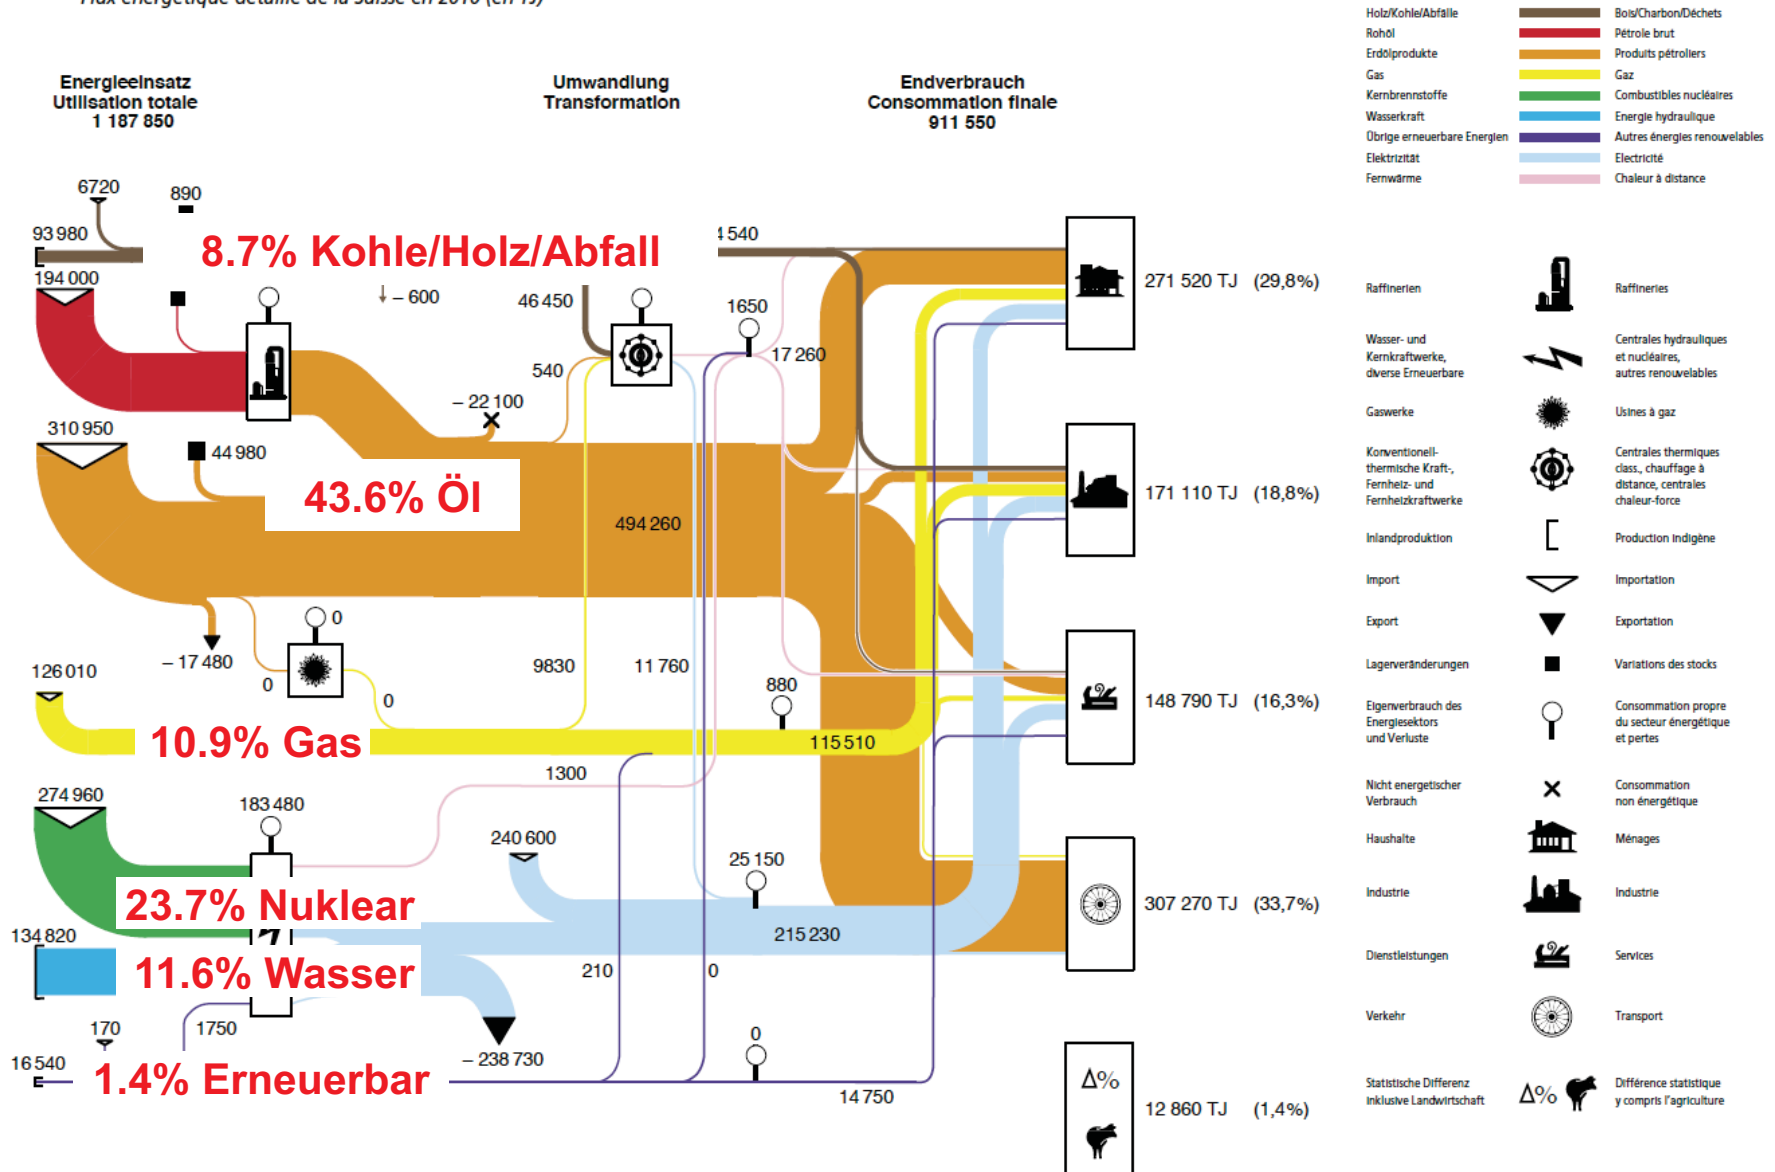 Flux énergétique détaillé de la Suisse en 2010 (en TJ)
Energieeinsatz
Utilisation totale
1 187 850
Umwandlung
Transformation
Endverbrauch
Consommation finale
911 550
Holz/Kohle/Abfälle
Bois/Charbon/Déchets
Rohöl
Pétrole brut
Erdölprodukte
Produits pétroliers
Gas
Gaz
Kernbrennstoffe
Combustibles nucléaires
Wasserkraft
Energie hydraulique
Übrige erneuerbare Energien
Autres énergies renouvelables
Elektrizität
Electricité
Fernwärme
Chaleur à distance
6720
890
93 980
8.7% Kohle/Holz/Abfall
4 540
194 000
– 600
46 450
1650
17 260
540
– 22 100
310 950
44 980
43.6% Öl
494 260
0
– 17 480
0
0
126 010
9830
11 760
880
10.9% Gas
115 510
1300
274 960
183 480
240 600
25 150
23.7% Nuklear
134 820
215 230
11.6% Wasser
210
0
170
1750
0
16 540
– 238 730
1.4% Erneuerbar
14 750
271 520 TJ (29,8%)
171 110 TJ (18,8%)
148 790 TJ (16,3%)
307 270 TJ (33,7%)
Δ%
12 860 TJ (1,4%)
Raffinerien
Raffineries
Wasser- und
Kernkraftwerke,
diverse Erneuerbare
Centrales hydrauliques
et nucléaires,
autres renouvelables
Gaswerke
Usines à gaz
Konventionell-
thermische Kraft-,
Fernheiz- und
Fernheizkraftwerke
Centrales thermiques
class., chauffage à
distance, centrales
chaleur-force
Inlandproduktion
Production indigène
Import
Importation
Export
Exportation
Lagerveränderungen
Variations des stocks
Eigenverbrauch des
Energiesektors
und Verluste
Consommation propre
du secteur énergétique
et pertes
Nicht energetischer
Verbrauch
Consommation
non énergétique
Haushalte
Ménages
Industrie
Industrie
Dienstleistungen
Services
Verkehr
Transport
Statistische Differenz
inklusive Landwirtschaft
Δ%
Différence statistique
y compris l'agriculture